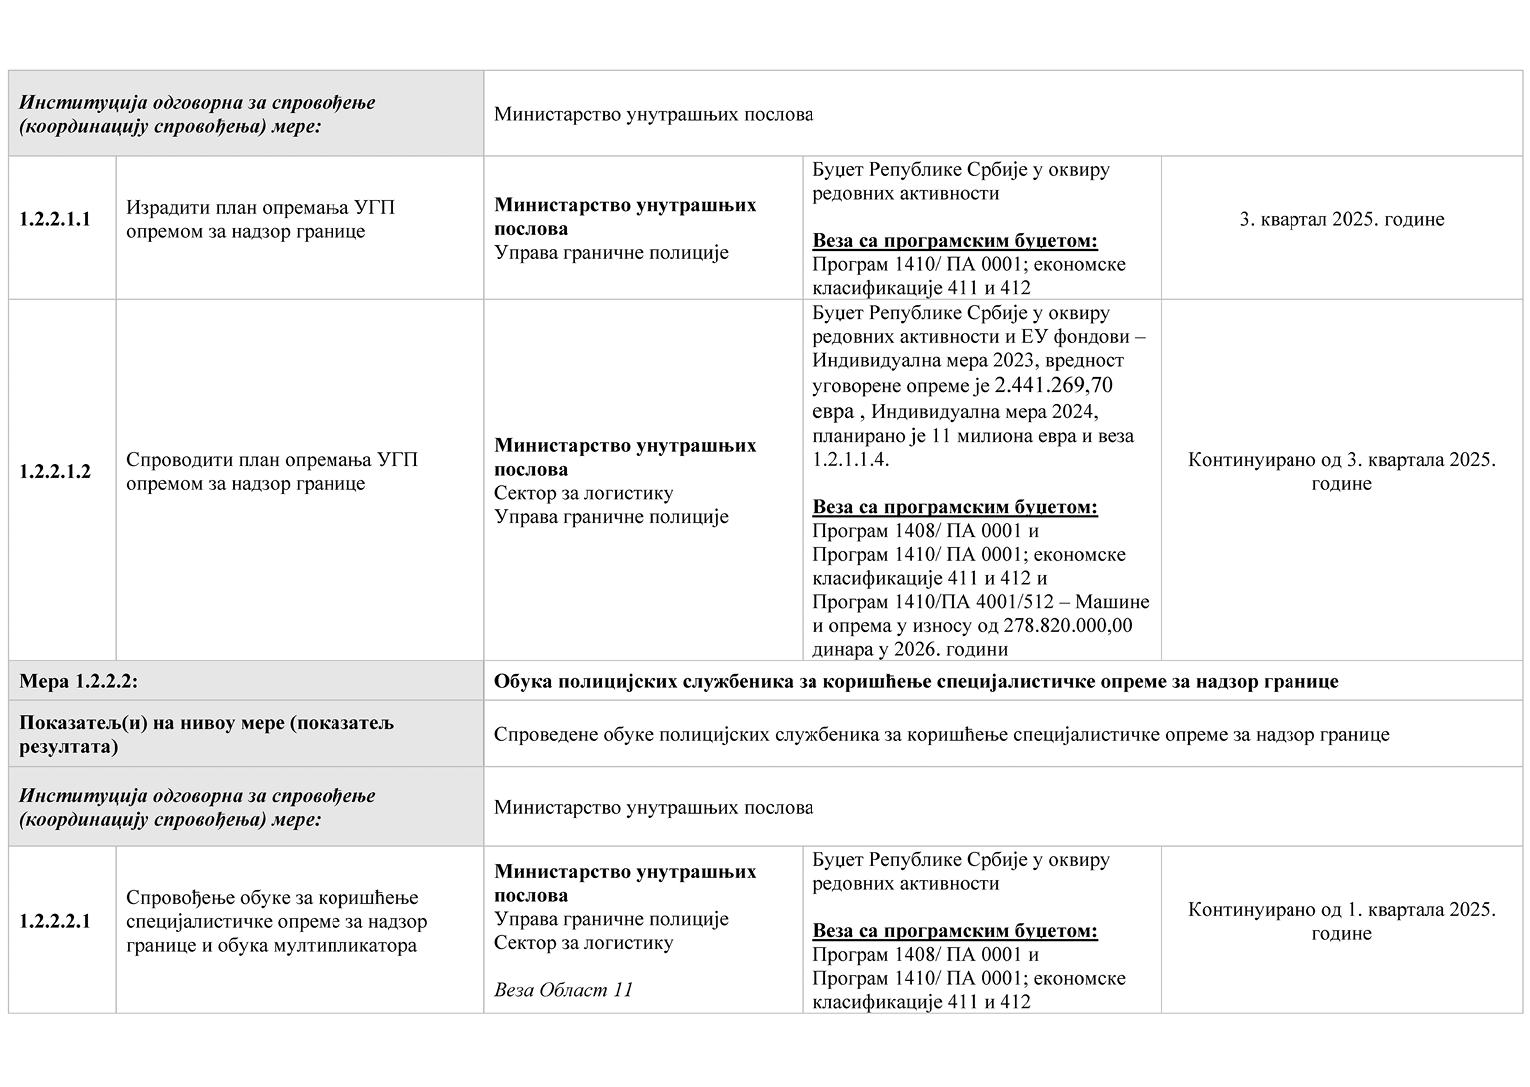 Институција одговорна за спровођење
(координацију спровођења) мере:
Министарство унутрашњих послова
1.2.2.1.1
Израдити план опремања УГП
опремом за надзор границе
Министарство унутрашњих
послова
Управа граничне полиције
Буџет Републике Србије у оквиру
редовних активности
Веза са програмским буџетом:
Програм 1410/ ПА 0001; економске
класификације 411 и 412
3. квартал 2025. године
1.2.2.1.2
Спроводити план опремања УГП
опремом за надзор границе
Министарство унутрашњих
послова
Сектор за логистику
Управа граничне полиције
Буџет Републике Србије у оквиру
редовних активности и ЕУ фондови –
Индивидуална мера 2023, вредност
уговорене опреме је 2.441.269,70
евра , Индивидуална мера 2024,
планирано је 11 милиона евра и веза
1.2.1.1.4.
Веза са програмским буџетом:
Програм 1408/ ПА 0001 и
Програм 1410/ ПА 0001; економске
класификације 411 и 412 и
Програм 1410/ПА 4001/512 – Машине
и опрема у износу од 278.820.000,00
динара у 2026. години
Континуирано од 3. квартала 2025.
године
Мера 1.2.2.2:
Обука полицијских службеника за коришћење специјалистичке опреме за надзор границе
Показатељ(и) на нивоу мере (показатељ
резултата)
Спроведене обуке полицијских службеника за коришћење специјалистичке опреме за надзор границе
Институција одговорна за спровођење
(координацију спровођења) мере:
Министарство унутрашњих послова
1.2.2.2.1
Спровођење обуке за коришћење
специјалистичке опреме за надзор
границе и обука мултипликатора
Министарство унутрашњих
послова
Управа граничне полиције
Сектор за логистику
Веза Област 11
Буџет Републике Србије у оквиру
редовних активности
Веза са програмским буџетом:
Програм 1408/ ПА 0001 и
Програм 1410/ ПА 0001; економске
класификације 411 и 412
Континуирано од 1. квартала 2025.
године